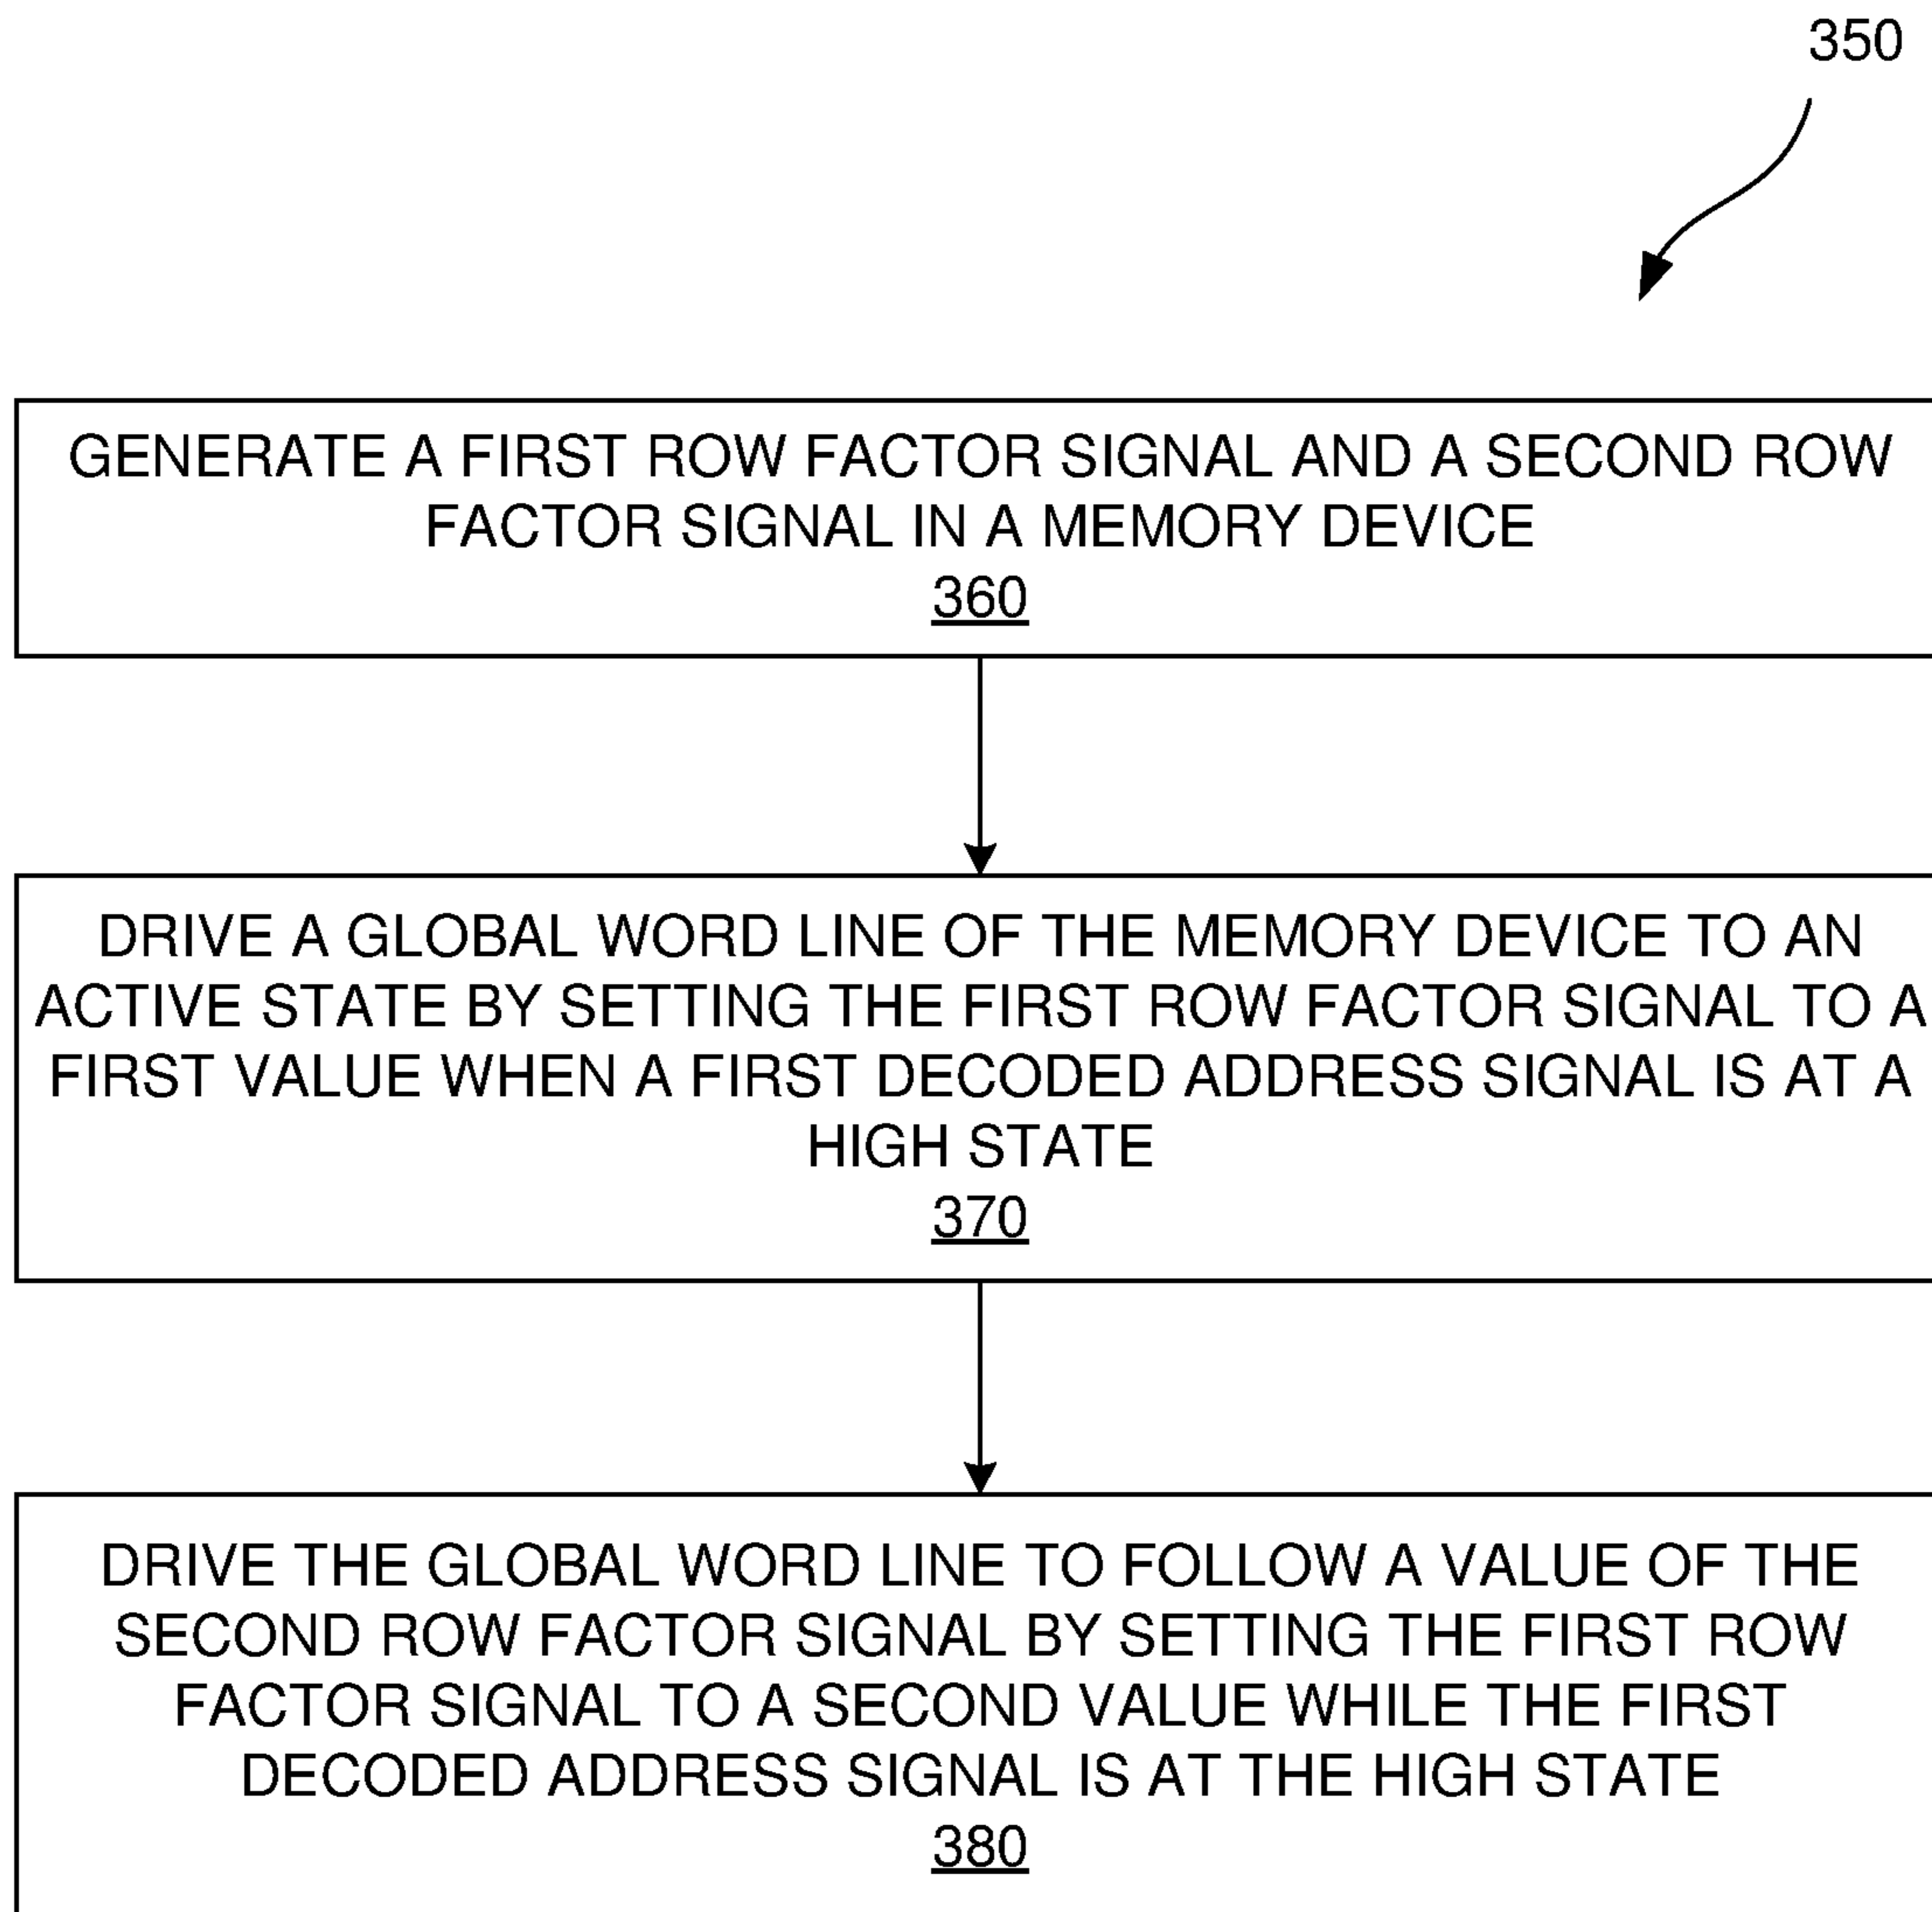 350
GENERATE A FIRST ROW FACTOR SIGNAL AND A SECOND ROW
FACTOR SIGNAL IN A MEMORY DEVICE
360
DRIVE A GLOBAL WORD LINE OF THE MEMORY DEVICE TO AN
ACTIVE STATE BY SETTING THE FIRST ROW FACTOR SIGNAL TO A
FIRST VALUE WHEN A FIRST DECODED ADDRESS SIGNAL IS AT A
HIGH STATE
370
DRIVE THE GLOBAL WORD LINE TO FOLLOW A VALUE OF THE
SECOND ROW FACTOR SIGNAL BY SETTING THE FIRST ROW
FACTOR SIGNAL TO A SECOND VALUE WHILE THE FIRST
DECODED ADDRESS SIGNAL IS AT THE HIGH STATE
380